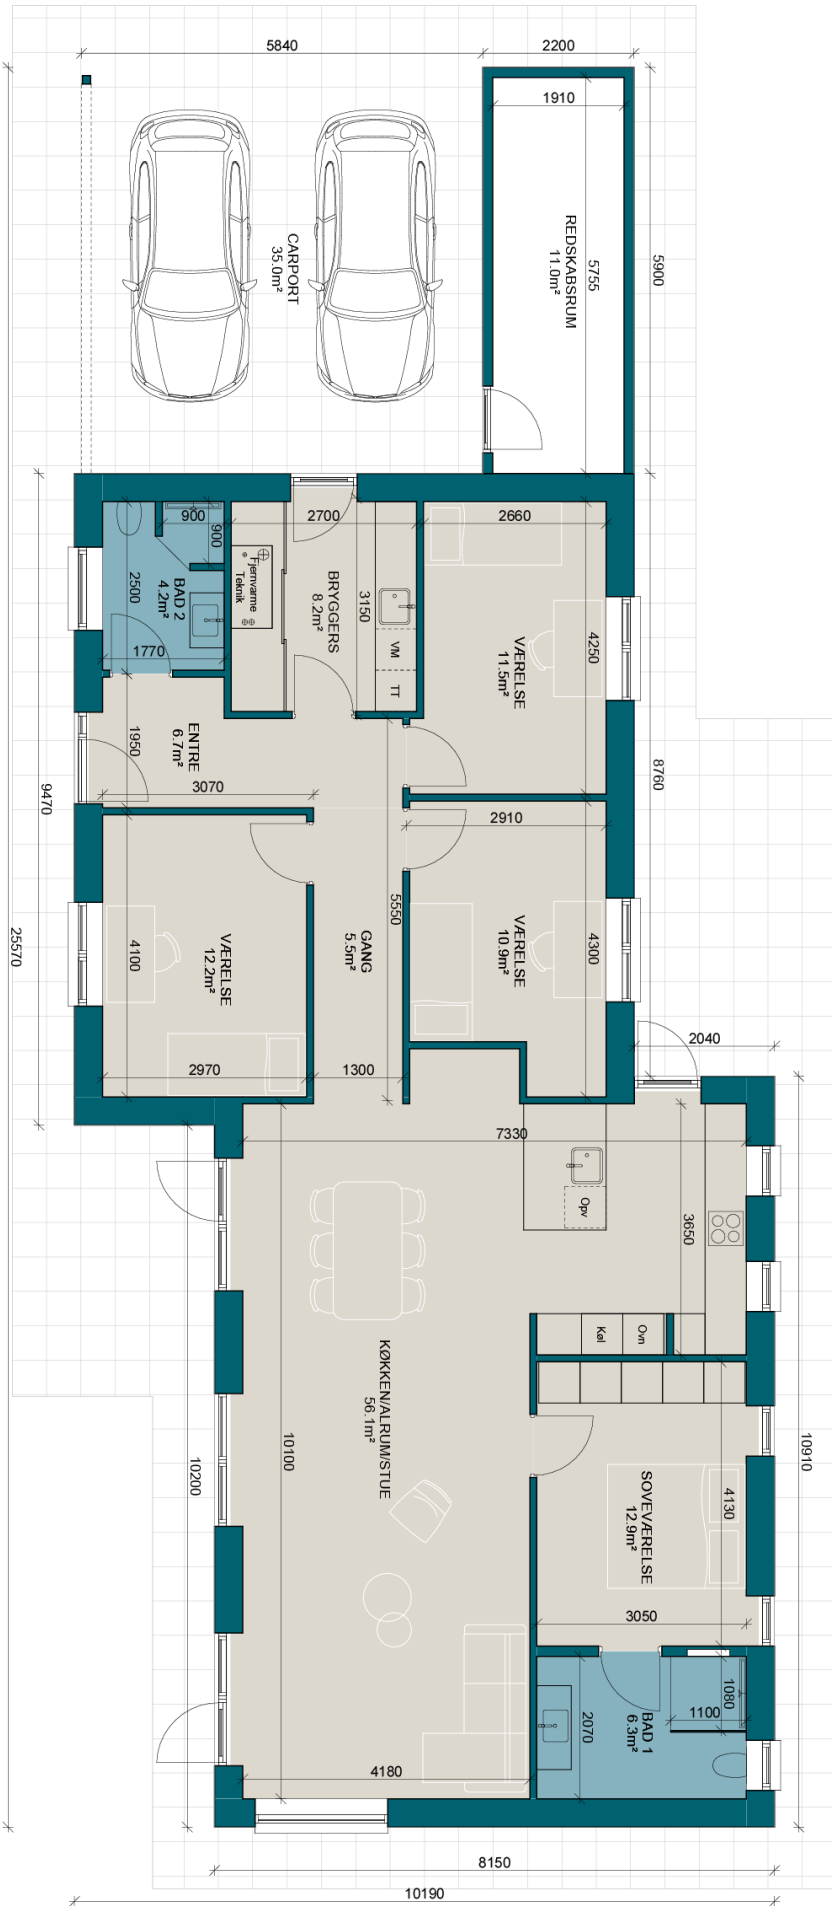 5840
2200
1910
CARPORT
35.0m²
REDSKABSRUM
11.0m²
5755
5900
900
900
2700
2660
Fjernvarme
Teknik
2500
BAD 2
4.2m²
BRYGGERS
8.2m²
3150
VM
TT
4250
VÆRELSE
11.5m²
1770
1950
ENTRE
6.7m²
3070
9470
8760
2910
5550
4100
VÆRELSE
12.2m²
GANG
5.5m²
VÆRELSE
10.9m²
4300
25570
2970
1300
2040
7330
Opv
3650
Køl
Ovn
KØKKEN/ALRUM/STUE
56.1m²
10100
10200
10910
SOVEVÆRELSE
12.9m²
4130
3050
1080
1100
BAD 1
6.3m²
2070
4180
8150
10190